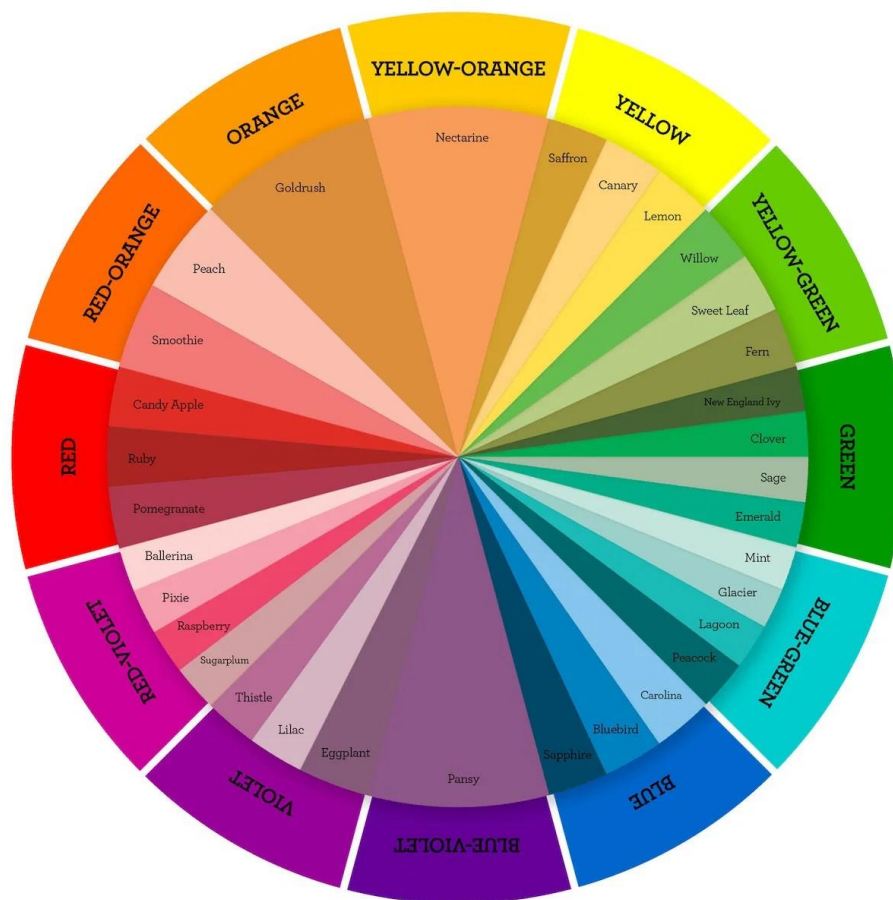 YELLOW-ORANGE
YELLOW
YELLOW-GREEN
GREEN
BLUE-GREEN
BLUE
BLUE-VIOLET
VIOLET
RED-VIOLET
RED
RED-ORANGE
ORANGE
Nectarine
Saffron
Canary
Lemon
Willow
Sweet Leaf
Fern
New England Ivy
Clover
Sage
Emerald
Mint
Glacier
Lagoon
Peacock
Carolina
Bluebird
Sapphire
Pansy
Eggplant
Lilac
Thistle
Sugarplum
Raspberry
Pixie
Ballerina
Pomegranate
Ruby
Candy Apple
Smoothie
Peach
Goldrush